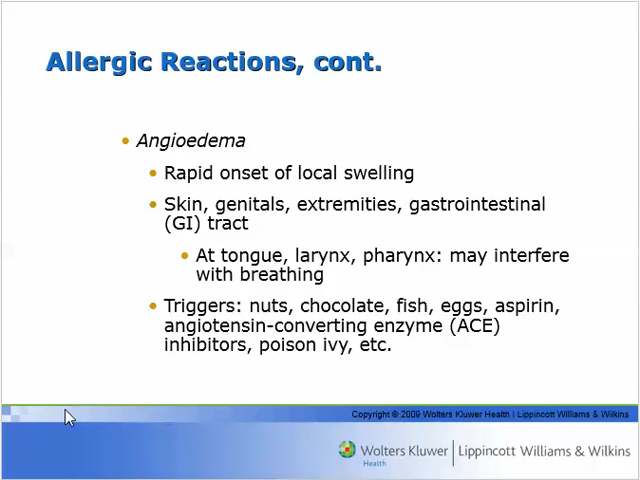 Allergic Reactions, cont.
• Angioedema
• Rapid onset of local swelling
• Skin, genitals, extremities, gastrointestinal
(GI) tract
• At tongue, larynx, pharynx: may interfere
with breathing
• Triggers: nuts, chocolate, fish, eggs, aspirin,
angiotensin-converting enzyme (ACE)
inhibitors, poison ivy, etc.
Copyright © 2009 Wolters Kluwer Health | Lippincott Williams & Wilkins
Wolters Kluwer | Lippincott Williams & Wilkins
Health